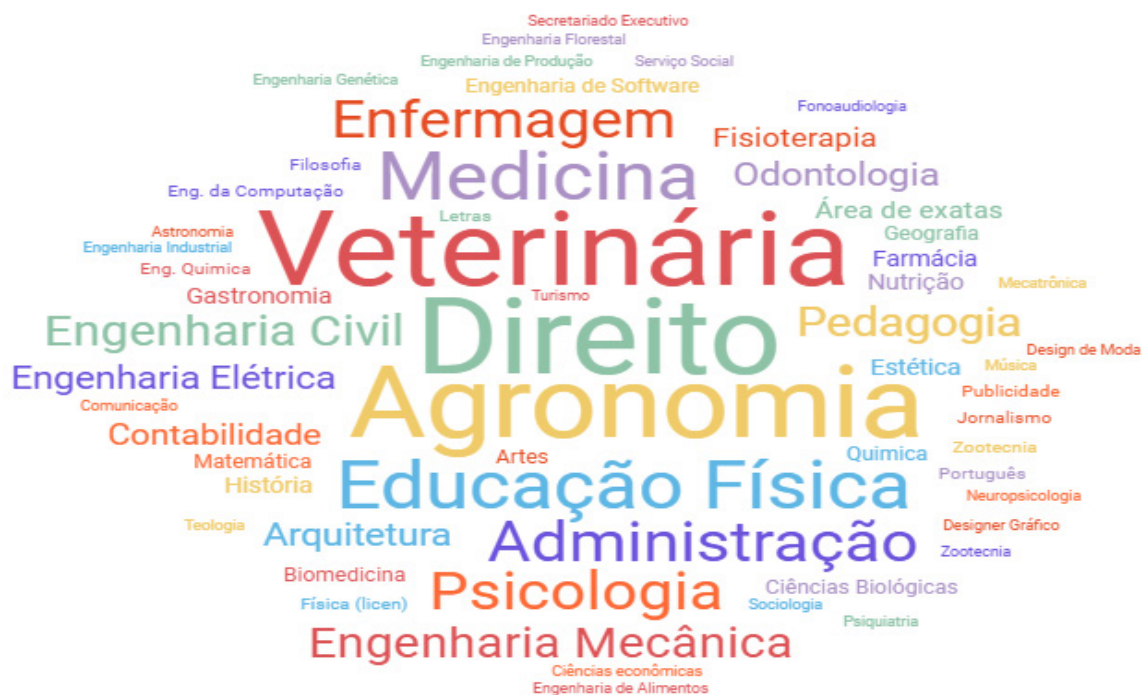 Secretariado Executivo
Engenharia Florestal
Engenharia de Produção
Serviço Social
Engenharia Genética
Engenharia de Software
Enfermagem
Fonoaudiologia
Fisioterapia
Filosofia
Medicina
Odontologia
Eng. da Computação
Letras
Área de exatas
Astronomia
Veterinária
Geografia
Engenharia Industrial
Farmácia
Eng. Quimica
Nutrição
Mecatrônica
Gastronomia
Turismo
Engenharia Civil
Direito
Pedagogia
Design de Moda
Engenharia Elétrica
Estética
Música
Comunicação
Agronomia
Publicidade
Jornalismo
Contabilidade
Zootecnia
Matemática
Artes
Quimica
História
Educação Física
Português
Neuropsicologia
Teologia
Arquitetura
Administração
Designer Gráfico
Zootecnia
Biomedicina
Psicologia
Ciências Biológicas
Física (licen)
Sociologia
Psiquiatria
Engenharia Mecânica
Ciências econômicas
Engenharia de Alimentos